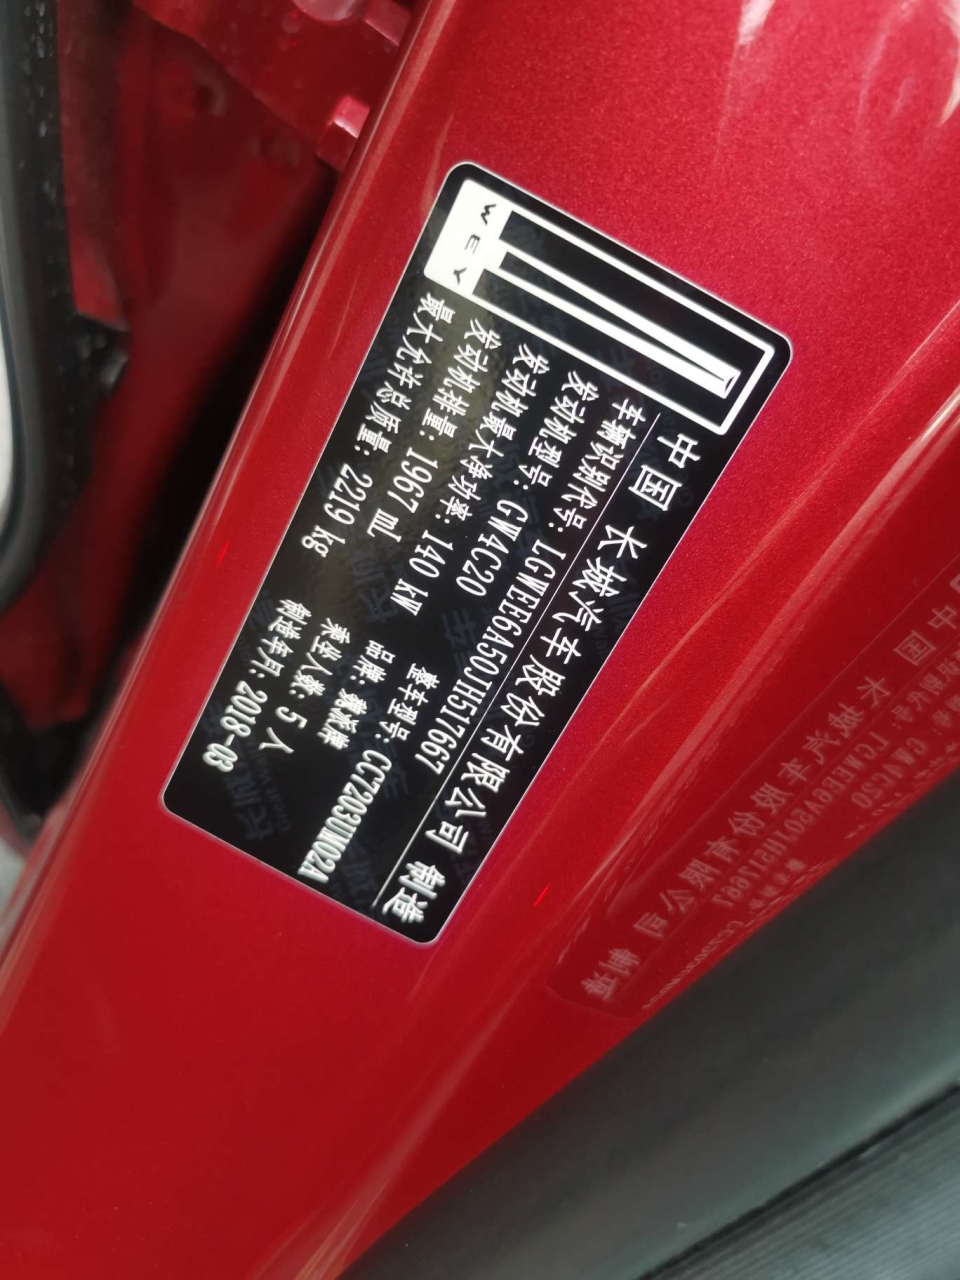 WEY
中国 长城汽车股份有限公司 制造
车辆识别代号: LGWEE6A50JH517667
发动机型号: GW4C20 整车型号: CC7203UM02A
发动机最大净功率: 140 kW 品牌: 魏派牌
发动机排量: 1967 mL 乘坐人数: 5 人
最大允许总质量: 2219 kg 制造年月: 2018-03